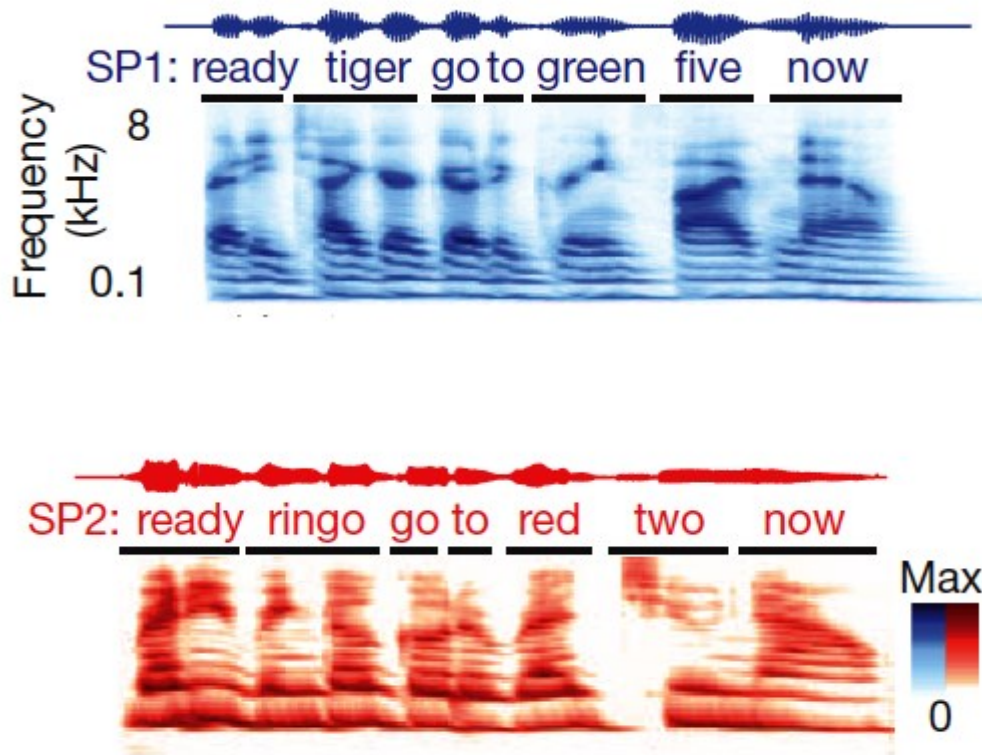 SP1: ready tiger go to green five now
8
Frequency
(kHz)
0.1
SP2: ready ringo go to red two now
Max
0